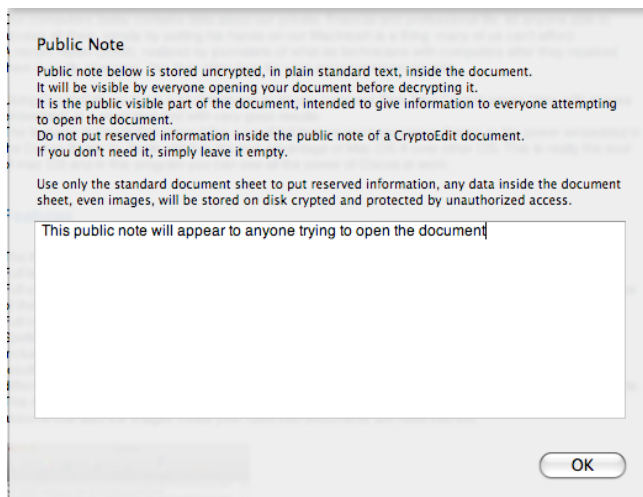 Public Note
Public note below is stored uncrypted, in plain standard text, inside the document.
It will be visible by everyone opening your document before decrypting it.
It is the public visible part of the document, intended to give information to everyone attempting
to open the document.
Do not put reserved information inside the public note of a CryptoEdit document.
If you don't need it, simply leave it empty.
Use only the standard document sheet to put reserved information, any data inside the document
sheet, even images, will be stored on disk crypted and protected by unauthorized access.
This public note will appear to anyone trying to open the document
OK